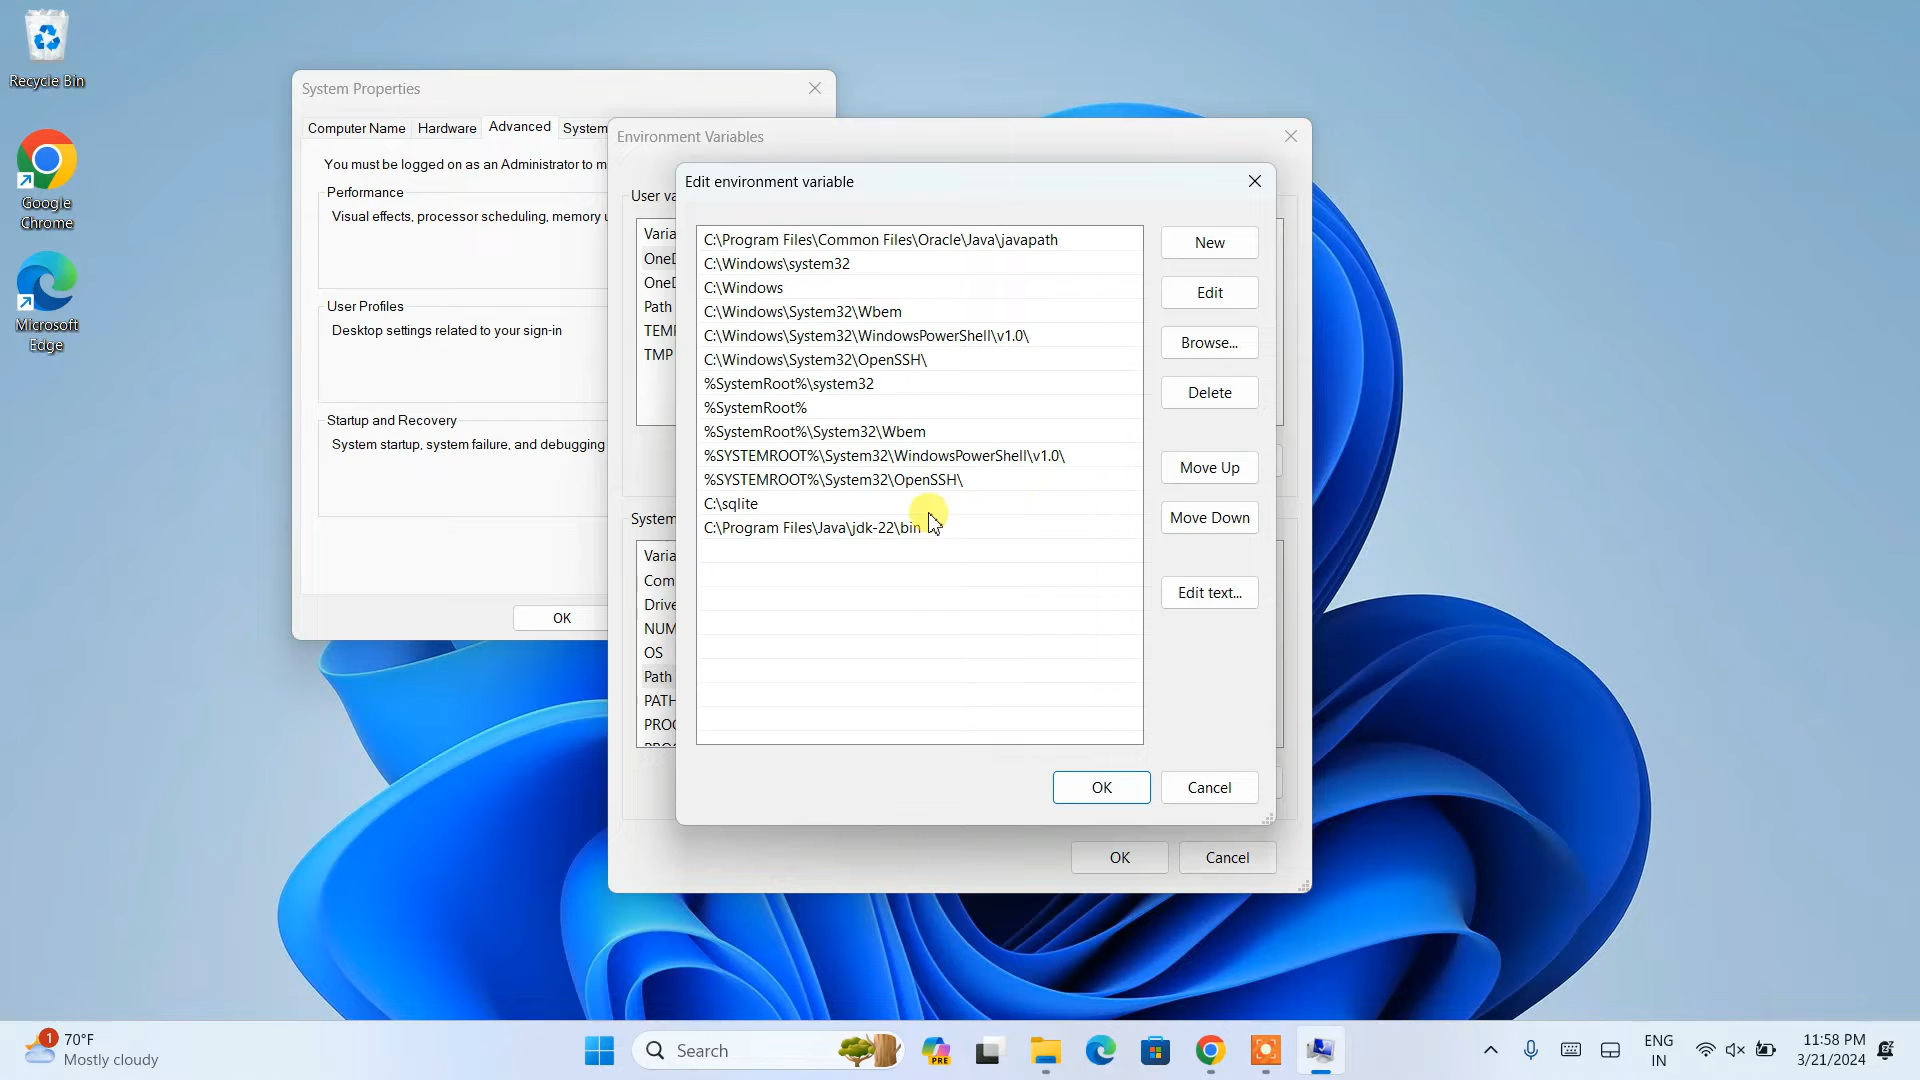 Recycle Bin
Google
Chrome
Microsoft
Edge
System Properties
Computer Name
Hardware
Advanced
System
You must be logged on as an Administrator to m
Performance
Visual effects, processor scheduling, memory u
User Profiles
Desktop settings related to your sign-in
Startup and Recovery
System startup, system failure, and debugging
OK
Environment Variables
User va
Varia
OneD
OneD
Path
TEMP
TMP
System
Varia
Com
Drive
NUM
OS
Path
PATH
PROC
OK
Cancel
Edit environment variable
C:\Program Files\Common Files\Oracle\Java\javapath
C:\Windows\system32
C:\Windows
C:\Windows\System32\Wbem
C:\Windows\System32\WindowsPowerShell\v1.0\
C:\Windows\System32\OpenSSH\
%SystemRoot%\system32
%SystemRoot%
%SystemRoot%\System32\Wbem
%SYSTEMROOT%\System32\WindowsPowerShell\v1.0\
%SYSTEMROOT%\System32\OpenSSH\
C:\sqlite
C:\Program Files\Java\jdk-22\bin
New
Edit
Browse...
Delete
Move Up
Move Down
Edit text...
OK
Cancel
1
70°F
Mostly cloudy
Search
PRE
ENG
IN
11:58 PM
3/21/2024